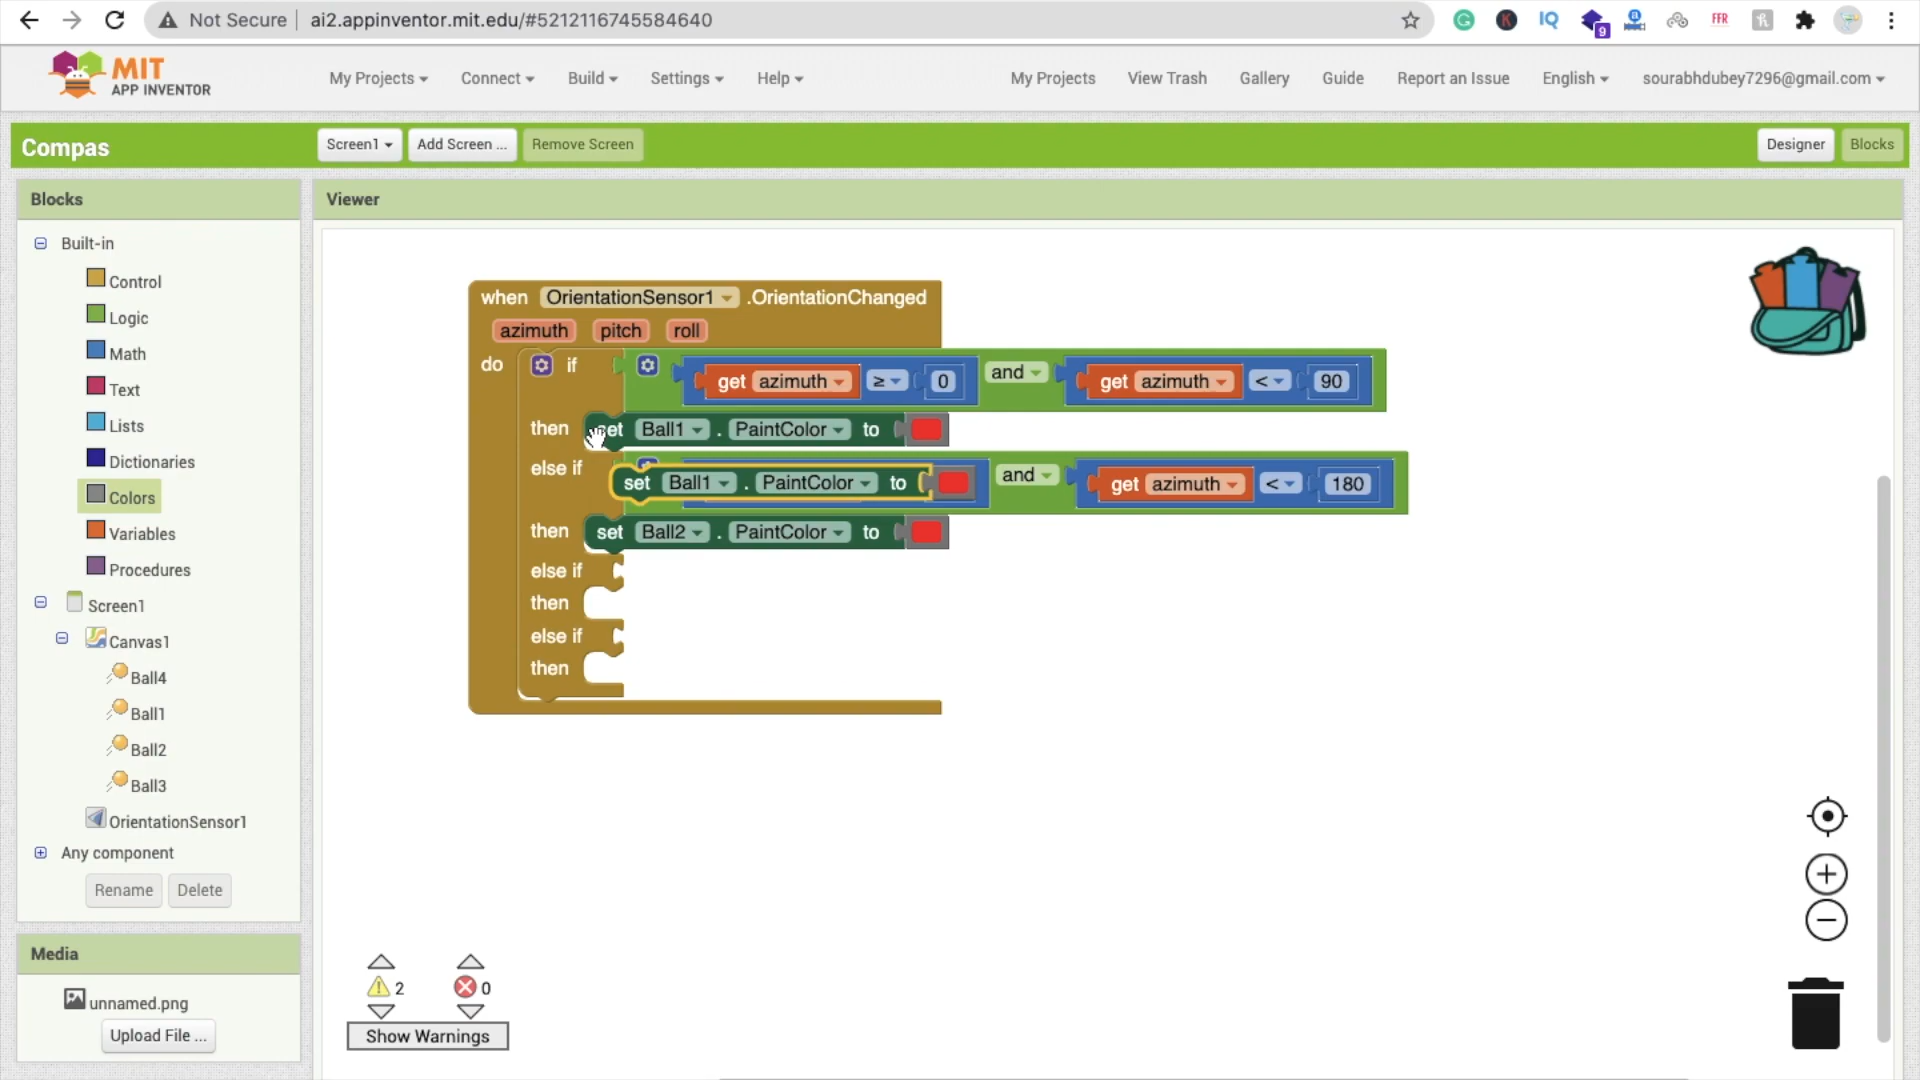 Not Secure ai2.appinventor.mit.edu/#5212116745584640
9
FFR
MIT
APP INVENTOR
My Projects Connect Build Settings Help My Projects View Trash Gallery Guide Report an Issue English sourabhdubey7296@gmail.com
Compas Screen1 Add Screen ... Remove Screen Designer Blocks
Blocks Viewer
Built-in
Control
Logic
Math
Text
Lists
Dictionaries
Colors
Variables
Procedures
Screen1
Canvas1
Ball4
Ball1
Ball2
Ball3
OrientationSensor1
Any component
Rename Delete
Media
unnamed.png
Upload File ...
when OrientationSensor1 .OrientationChanged
azimuth pitch roll
do if get azimuth ≥ 0 and get azimuth < 90
then set Ball1 . PaintColor to
else if set Ball1 . PaintColor to and get azimuth < 180
then set Ball2 . PaintColor to
else if
then
else if
then
2 0
Show Warnings